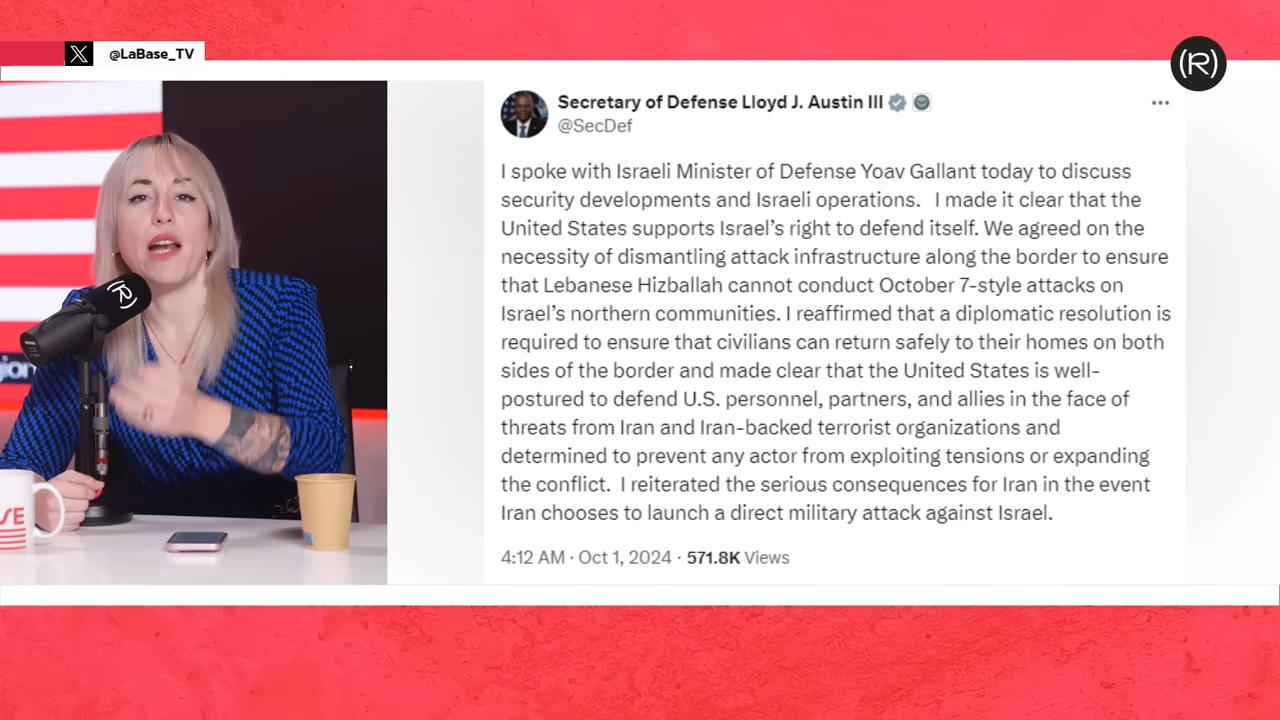 @LaBase_TV
(R)
Secretary of Defense Lloyd J. Austin III
@SecDef
I spoke with Israeli Minister of Defense Yoav Gallant today to discuss
security developments and Israeli operations.   I made it clear that the
United States supports Israel’s right to defend itself. We agreed on the
necessity of dismantling attack infrastructure along the border to ensure
that Lebanese Hizballah cannot conduct October 7-style attacks on
Israel’s northern communities. I reaffirmed that a diplomatic resolution is
required to ensure that civilians can return safely to their homes on both
sides of the border and made clear that the United States is well-
postured to defend U.S. personnel, partners, and allies in the face of
threats from Iran and Iran-backed terrorist organizations and
determined to prevent any actor from exploiting tensions or expanding
the conflict.  I reiterated the serious consequences for Iran in the event
Iran chooses to launch a direct military attack against Israel.
4:12 AM · Oct 1, 2024 · 571.8K Views
(R)
SE